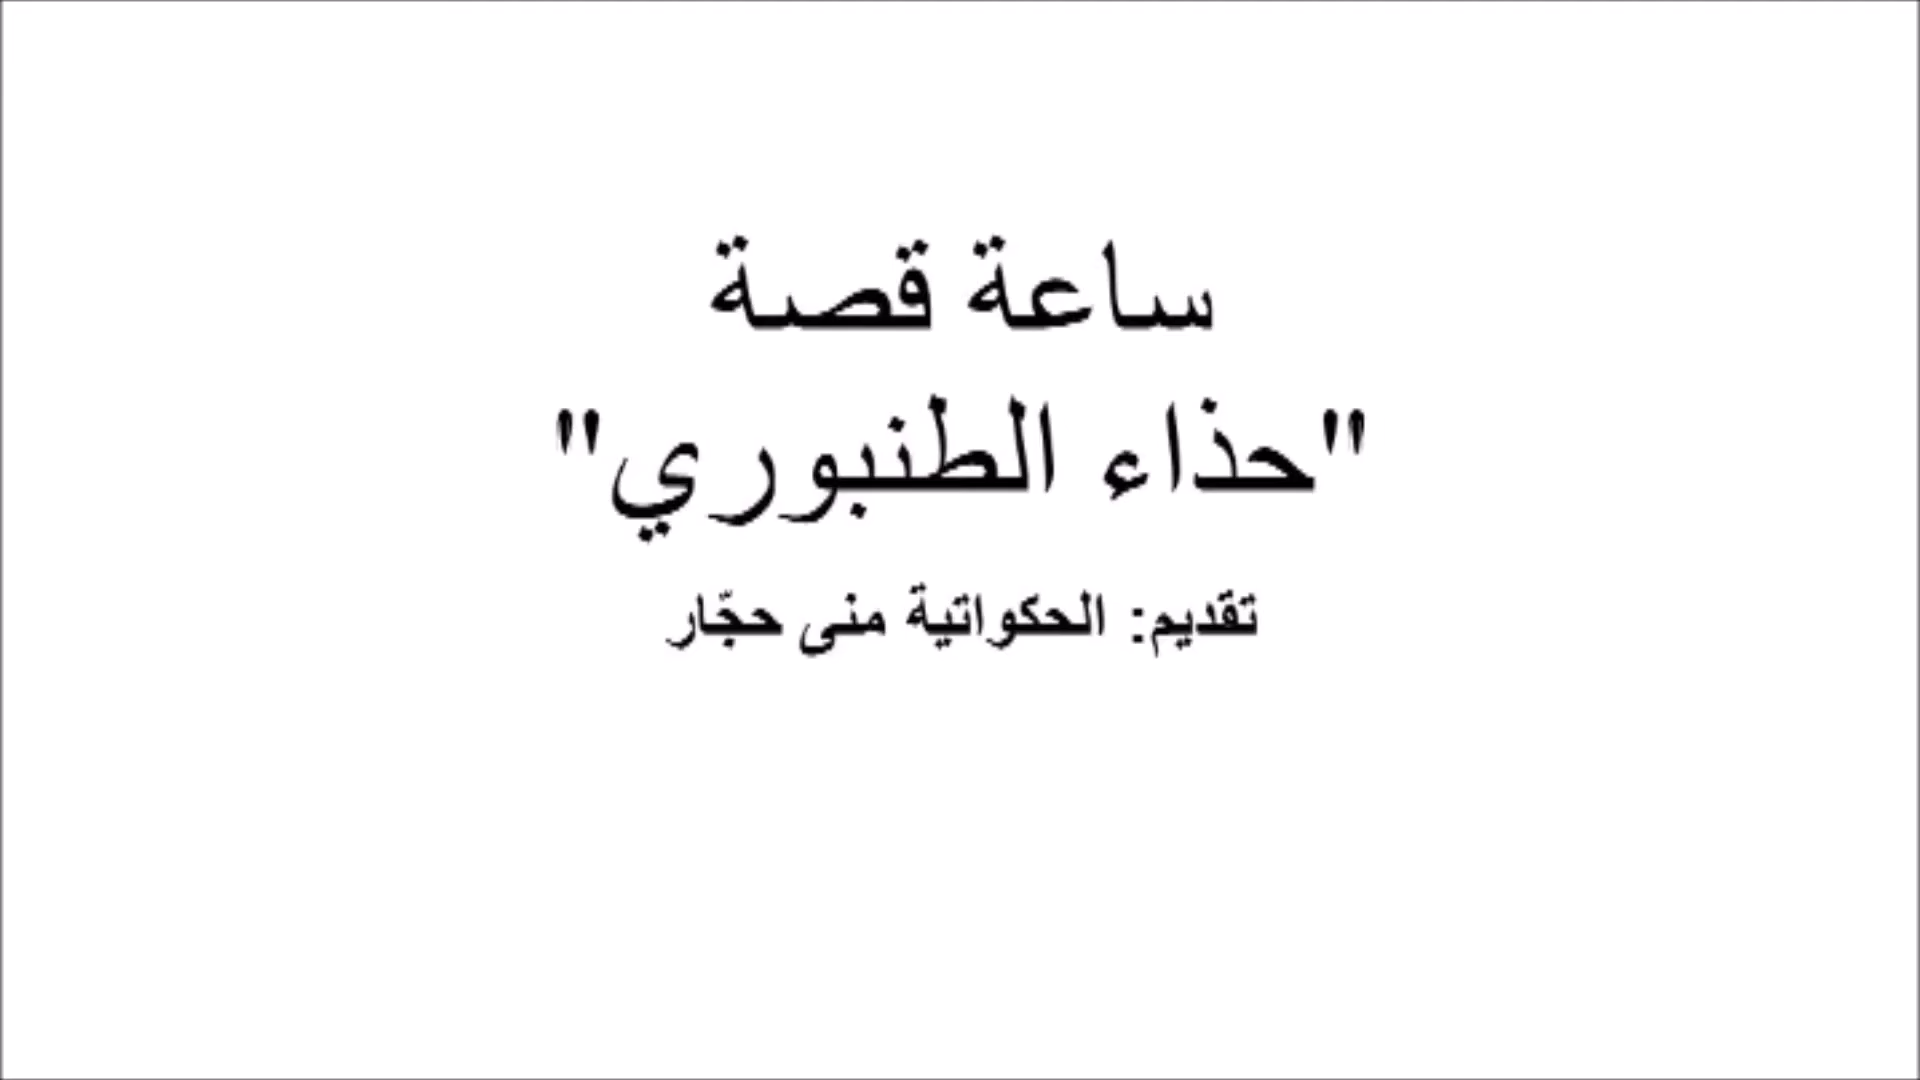 ساعة قصة
"حذاء الطنبوري"
تقديم: الحكواتية منى حجّار